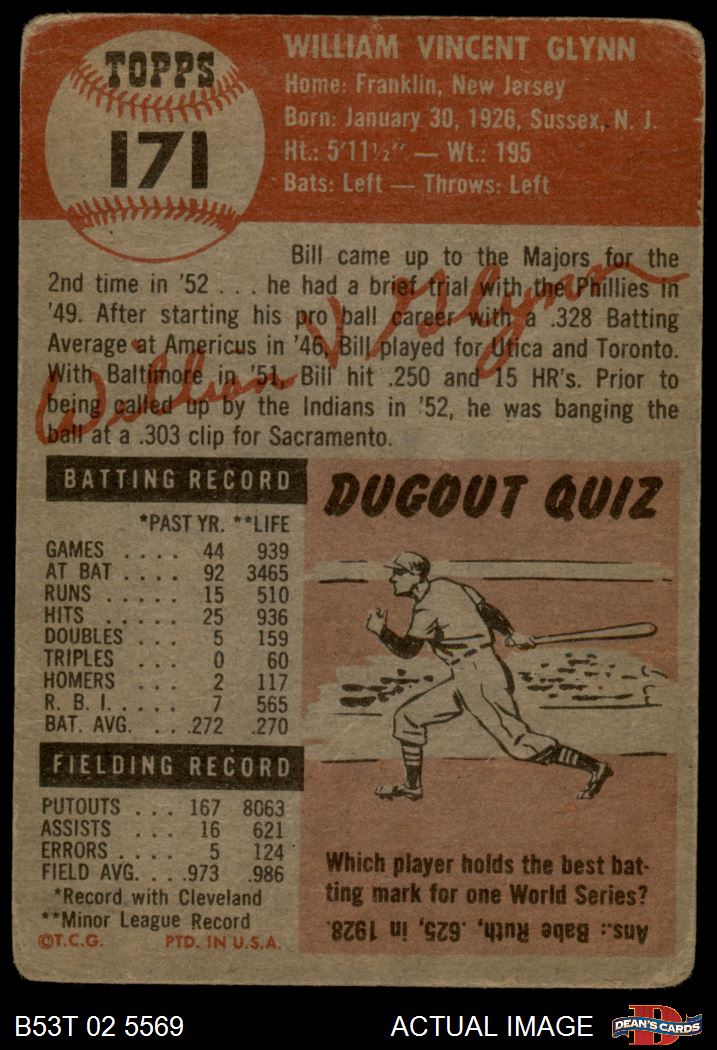 TOPPS
171
WILLIAM VINCENT GLYNN
Home: Franklin, New Jersey
Born: January 30, 1926, Sussex, N. J.
Ht.: 5'11½" — Wt.: 195
Bats: Left — Throws: Left
Bill came up to the Majors for the
2nd time in '52 . . . he had a brief trial with the Phillies in
'49. After starting his pro ball career with a .328 Batting
Average at Americus in '46, Bill played for Utica and Toronto.
With Baltimore in '51, Bill hit .250 and 15 HR's. Prior to
being called up by the Indians in '52, he was banging the
ball at a .303 clip for Sacramento.
William V Glynn
BATTING RECORD
*PAST YR. **LIFE
GAMES . . . . 44 939
AT BAT . . . . 92 3465
RUNS . . . . . 15 510
HITS . . . . . 25 936
DOUBLES . . . 5 159
TRIPLES . . . 0 60
HOMERS . . . 2 117
R. B. I. . . . . . 7 565
BAT. AVG. . . .272 .270
FIELDING RECORD
PUTOUTS . . . 167 8063
ASSISTS . . . 16 621
ERRORS . . . . 5 124
FIELD AVG. . . .973 .986
*Record with Cleveland
**Minor League Record
©T.C.G. PTD. IN U.S.A.
DUGOUT QUIZ
Which player holds the best bat-
ting mark for one World Series?
Ans.: Babe Ruth, .625, in 1928.
B53T 02 5569
ACTUAL IMAGE
DEAN'S CARDS